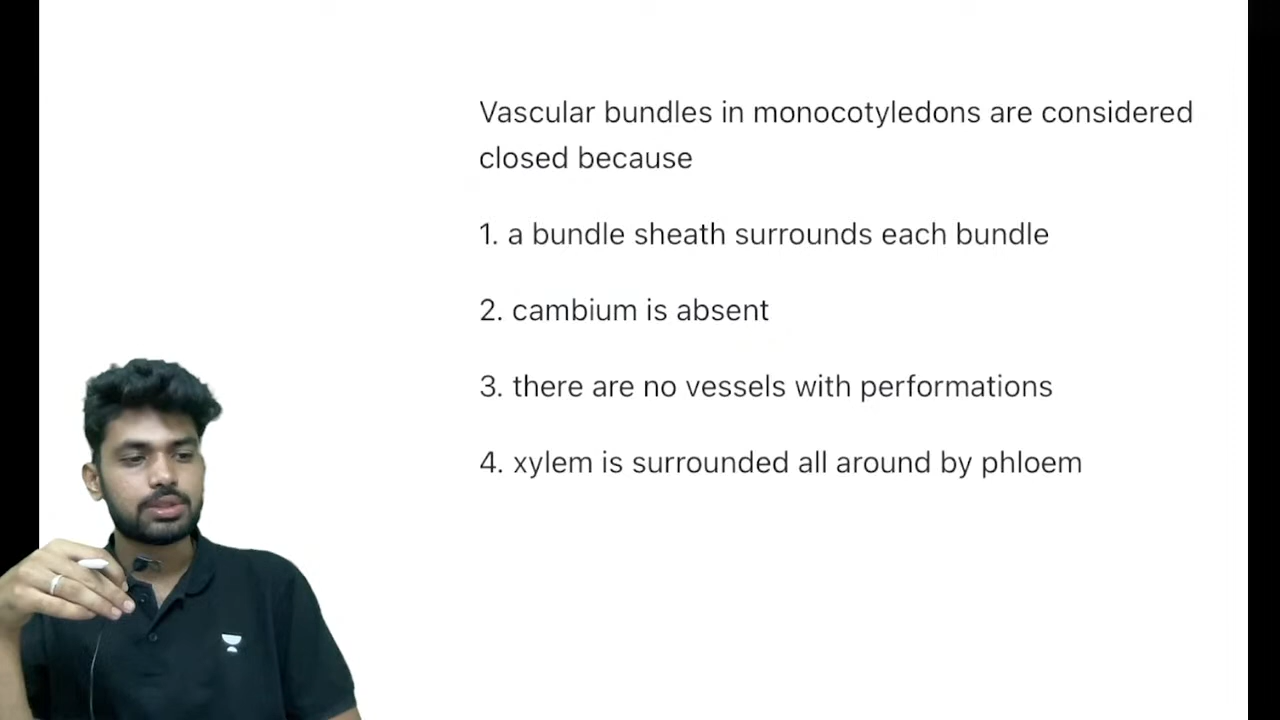 Vascular bundles in monocotyledons are considered
closed because
1. a bundle sheath surrounds each bundle
2. cambium is absent
3. there are no vessels with performations
4. xylem is surrounded all around by phloem